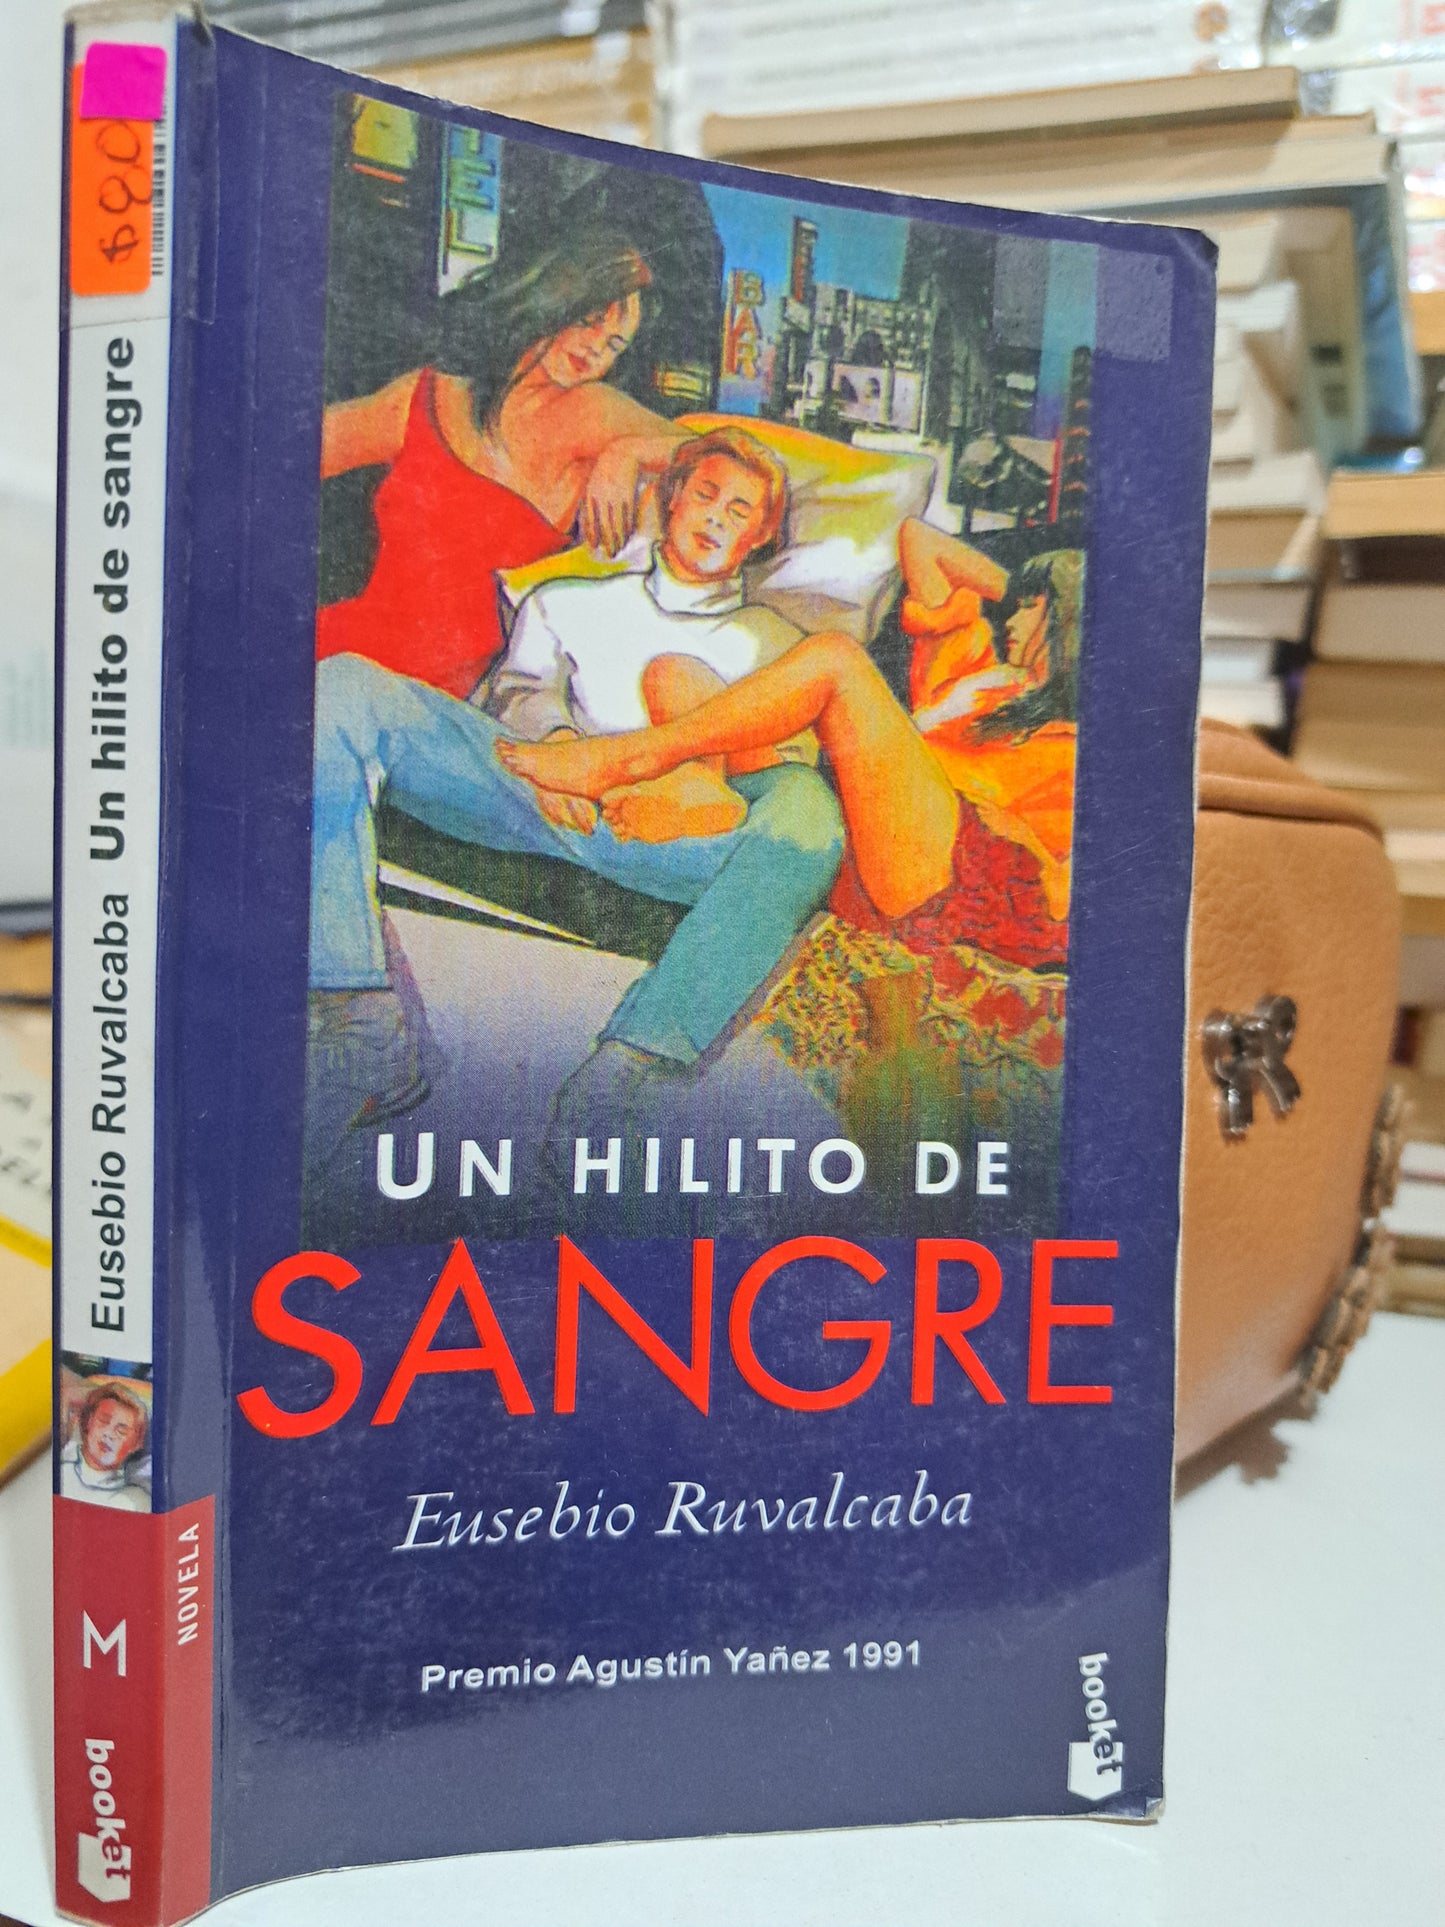 $80
Eusebio Ruvalcaba Un hilito de sangre
NOVELA
M
booket
TEL
BAR
UN HILITO DE
SANGRE
Eusebio Ruvalcaba
Premio Agustín Yañez 1991
booket